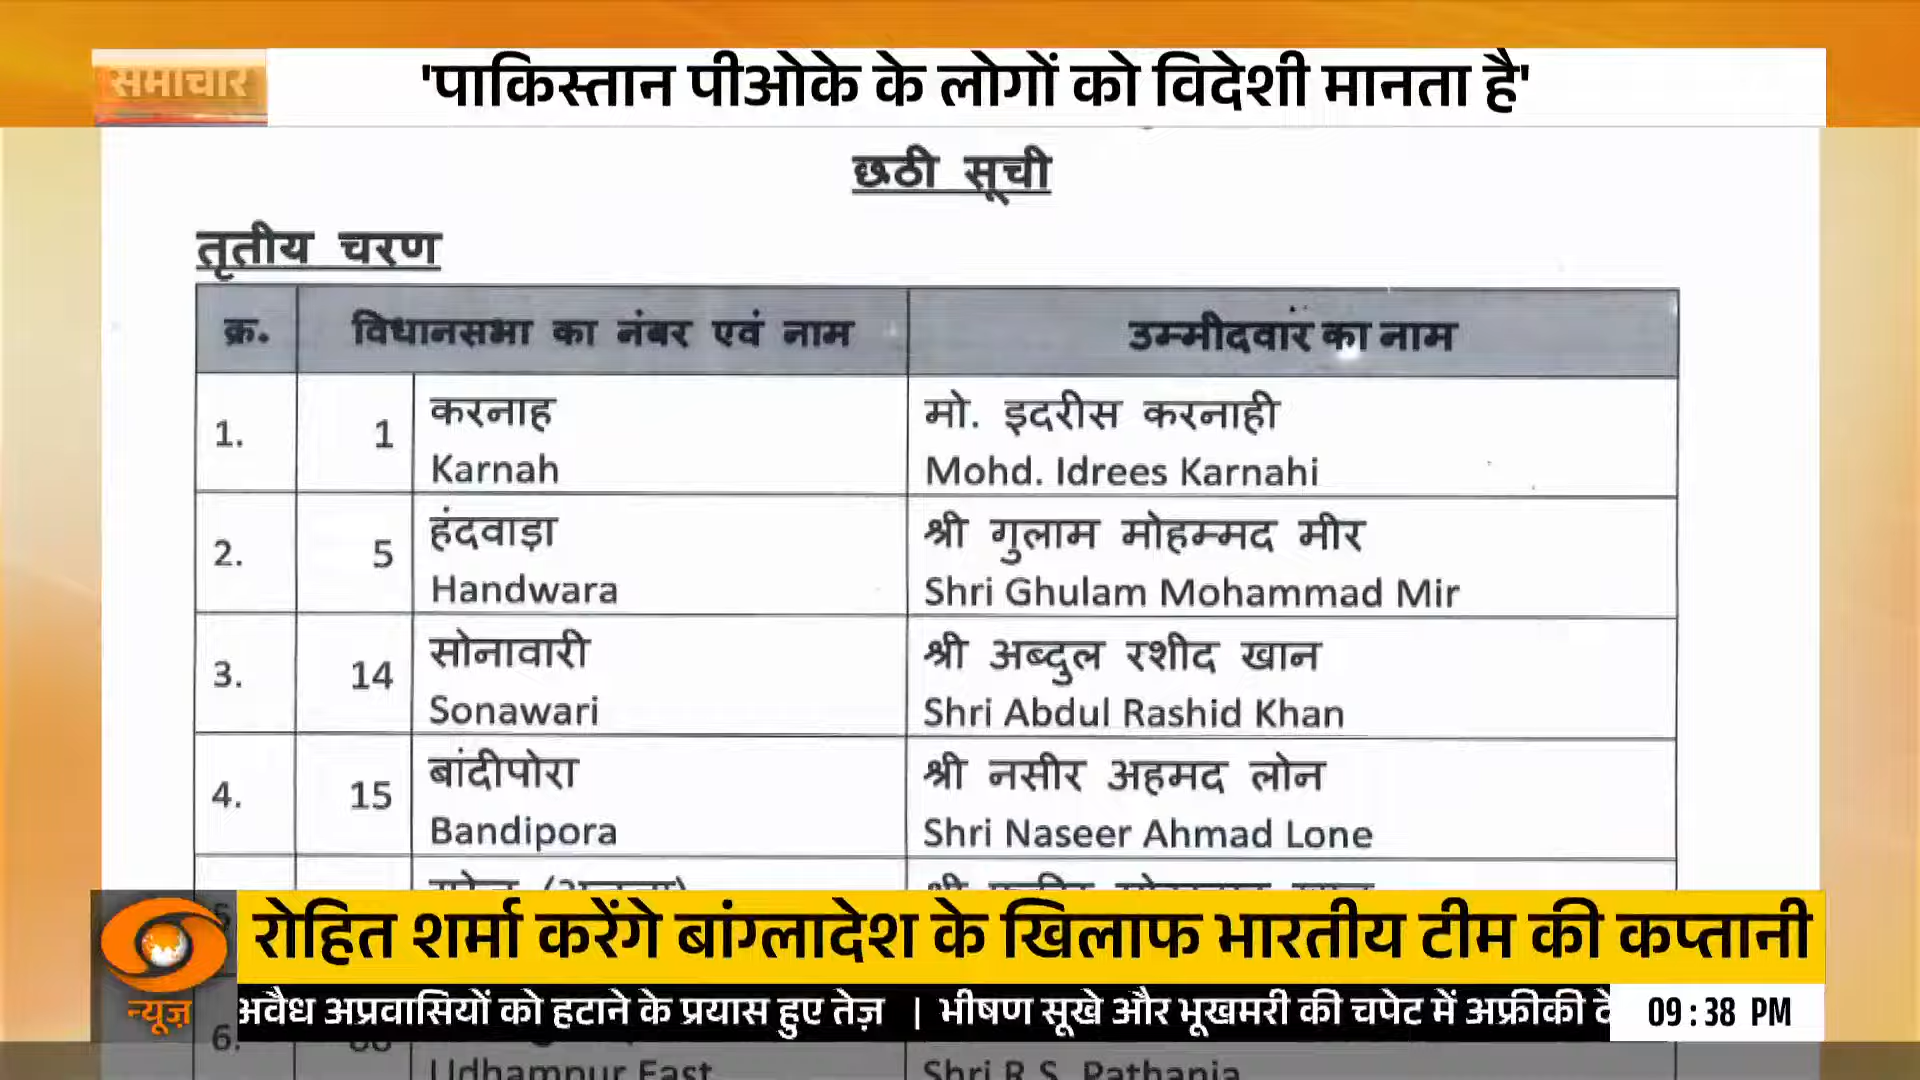 समाचार
'पाकिस्तान पीओके के लोगों को विदेशी मानता है'
छठी सूची
तृतीय चरण
क्र. विधानसभा का नंबर एवं नाम उम्मीदवार का नाम
1. 1 करनाह मो. इदरीस करनाही
Karnah Mohd. Idrees Karnahi
2. 5 हंदवाड़ा श्री गुलाम मोहम्मद मीर
Handwara Shri Ghulam Mohammad Mir
3. 14 सोनावारी श्री अब्दुल रशीद खान
Sonawari Shri Abdul Rashid Khan
4. 15 बांदीपोरा श्री नसीर अहमद लोन
Bandipora Shri Naseer Ahmad Lone
रोहित शर्मा करेंगे बांग्लादेश के खिलाफ भारतीय टीम की कप्तानी
न्यूज़
अवैध अप्रवासियों को हटाने के प्रयास हुए तेज़ | भीषण सूखे और भूखमरी की चपेट में अफ्रीकी
09:38 PM
6.
Udhampur East Shri R.S. Pathania